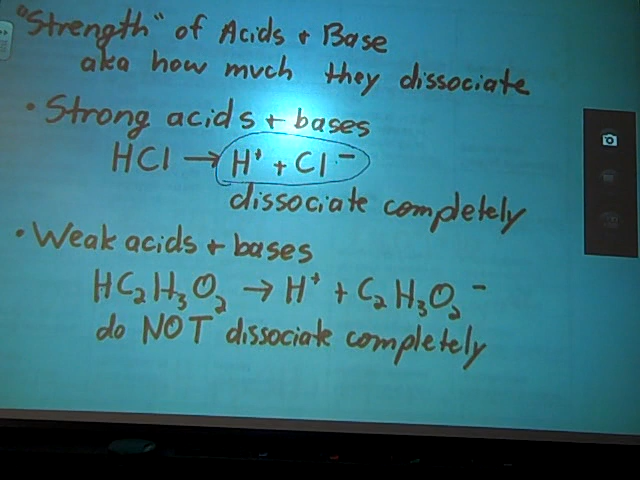 "Strength" of Acids + Base
aka how much they dissociate
• Strong acids + bases
HCl → H⁺ + Cl⁻
dissociate completely
• Weak acids + bases
HC₂H₃O₂ → H⁺ + C₂H₃O₂⁻
do NOT dissociate completely